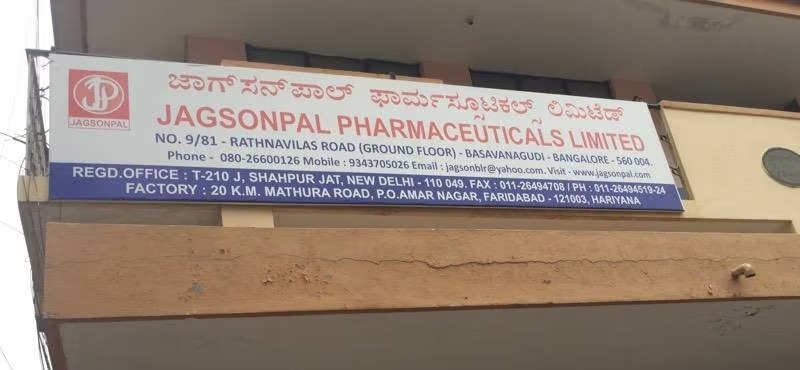 JAGSONPAL
ಜಾಗ್‌ಸನ್‌ಪಾಲ್ ಫಾರ್ಮಸ್ಸೂಟಿಕಲ್ಸ್ ಲಿಮಿಟೆಡ್
JAGSONPAL PHARMACEUTICALS LIMITED
NO. 9/81 - RATHNAVILAS ROAD (GROUND FLOOR) - BASAVANAGUDI - BANGALORE - 560 004.
Phone - 080-26600126 Mobile : 9343705026 Email : jagsonblr@yahoo.com. Visit - www.jagsonpal.com
REGD.OFFICE : T-210 J, SHAHPUR JAT, NEW DELHI - 110 049. FAX : 011-26494708 / PH : 011-26494519-24
FACTORY : 20 K.M. MATHURA ROAD, P.O.AMAR NAGAR, FARIDABAD - 121003, HARIYANA